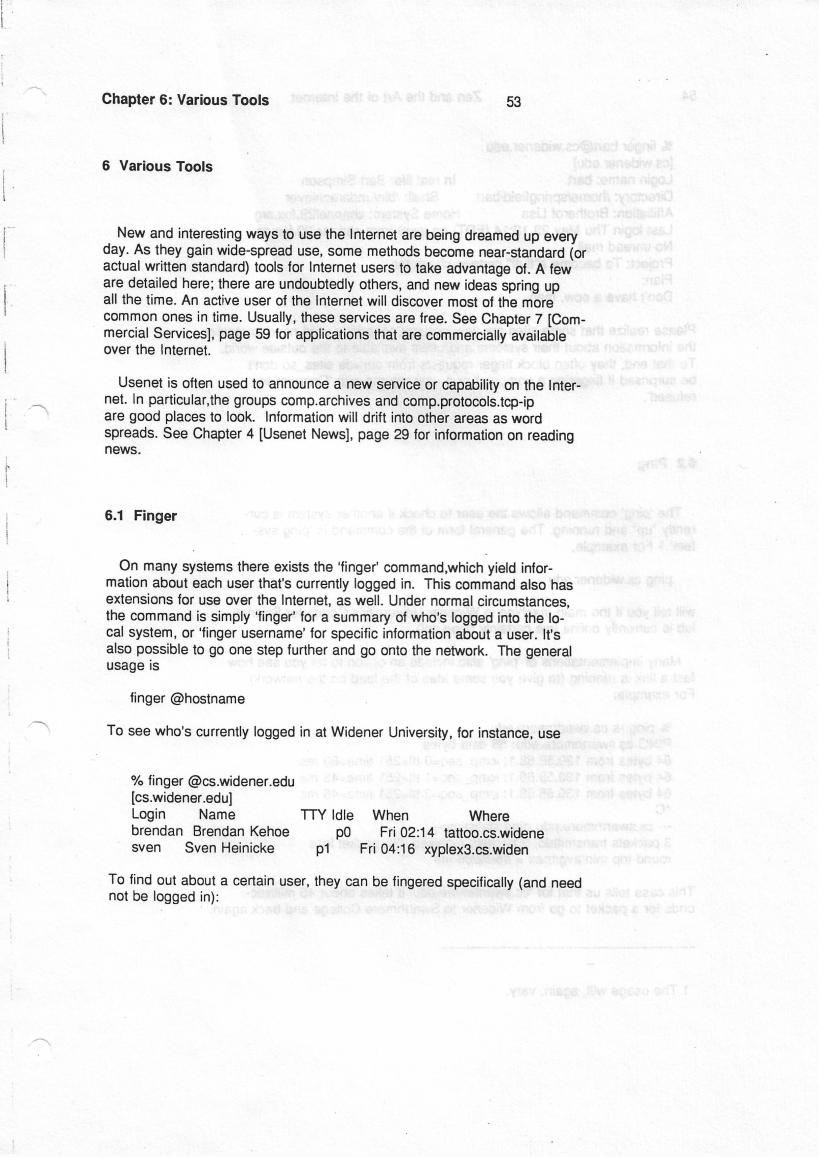 Chapter 6: Various Tools 53
6 Various Tools
New and interesting ways to use the Internet are being dreamed up every
day. As they gain wide-spread use, some methods become near-standard (or
actual written standard) tools for Internet users to take advantage of. A few
are detailed here; there are undoubtedly others, and new ideas spring up
all the time. An active user of the Internet will discover most of the more
common ones in time. Usually, these services are free. See Chapter 7 [Com-
mercial Services], page 59 for applications that are commercially available
over the Internet.
Usenet is often used to announce a new service or capability on the Inter-
net. In particular,the groups comp.archives and comp.protocols.tcp-ip
are good places to look. Information will drift into other areas as word
spreads. See Chapter 4 [Usenet News], page 29 for information on reading
news.
6.1 Finger
On many systems there exists the 'finger' command,which yield infor-
mation about each user that's currently logged in. This command also has
extensions for use over the Internet, as well. Under normal circumstances,
the command is simply 'finger' for a summary of who's logged into the lo-
cal system, or 'finger username' for specific information about a user. It's
also possible to go one step further and go onto the network. The general
usage is
finger @hostname
To see who's currently logged in at Widener University, for instance, use
% finger @cs.widener.edu
[cs.widener.edu]
Login Name TTY Idle When Where
brendan Brendan Kehoe p0 Fri 02:14 tattoo.cs.widene
sven Sven Heinicke p1 Fri 04:16 xyplex3.cs.widen
To find out about a certain user, they can be fingered specifically (and need
not be logged in):